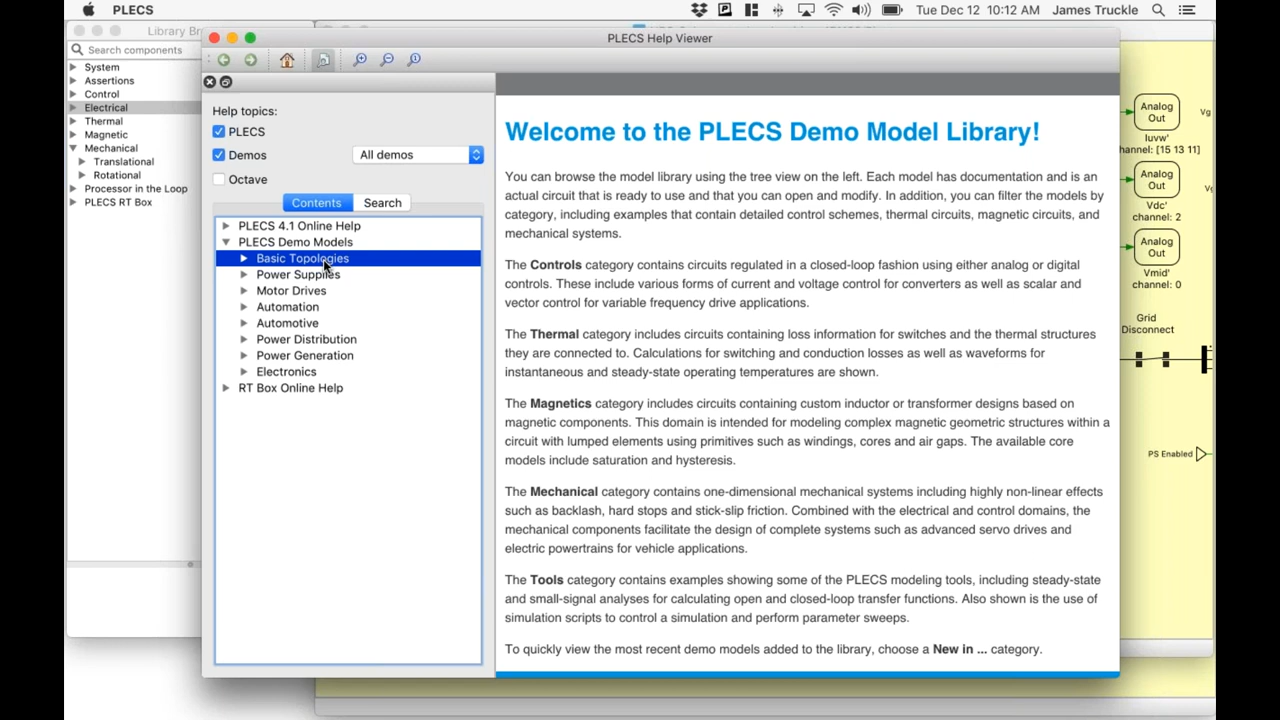 PLECS
Tue Dec 12 10:12 AM James Truckle
PLECS Help Viewer
Library Br
Search components
System
Assertions
Control
Electrical
Thermal
Magnetic
Mechanical
Translational
Rotational
Processor in the Loop
PLECS RT Box
Help topics:
PLECS
Demos
All demos
Octave
Contents
Search
PLECS 4.1 Online Help
PLECS Demo Models
Basic Topologies
Power Supplies
Motor Drives
Automation
Automotive
Power Distribution
Power Generation
Electronics
RT Box Online Help
Welcome to the PLECS Demo Model Library!
You can browse the model library using the tree view on the left. Each model has documentation and is an
actual circuit that is ready to use and that you can open and modify. In addition, you can filter the models by
category, including examples that contain detailed control schemes, thermal circuits, magnetic circuits, and
mechanical systems.
The Controls category contains circuits regulated in a closed-loop fashion using either analog or digital
controls. These include various forms of current and voltage control for converters as well as scalar and
vector control for variable frequency drive applications.
The Thermal category includes circuits containing loss information for switches and the thermal structures
they are connected to. Calculations for switching and conduction losses as well as waveforms for
instantaneous and steady-state operating temperatures are shown.
The Magnetics category includes circuits containing custom inductor or transformer designs based on
magnetic components. This domain is intended for modeling complex magnetic geometric structures within a
circuit with lumped elements using primitives such as windings, cores and air gaps. The available core
models include saturation and hysteresis.
The Mechanical category contains one-dimensional mechanical systems including highly non-linear effects
such as backlash, hard stops and stick-slip friction. Combined with the electrical and control domains, the
mechanical components facilitate the design of complete systems such as advanced servo drives and
electric powertrains for vehicle applications.
The Tools category contains examples showing some of the PLECS modeling tools, including steady-state
and small-signal analyses for calculating open and closed-loop transfer functions. Also shown is the use of
simulation scripts to control a simulation and perform parameter sweeps.
To quickly view the most recent demo models added to the library, choose a New in ... category.
Analog
Out
Vg
Iuvw'
hannel: [15 13 11]
Analog
Out
Vg
Vdc'
channel: 2
Analog
Out
Vmid'
channel: 0
Grid
Disconnect
PS Enabled